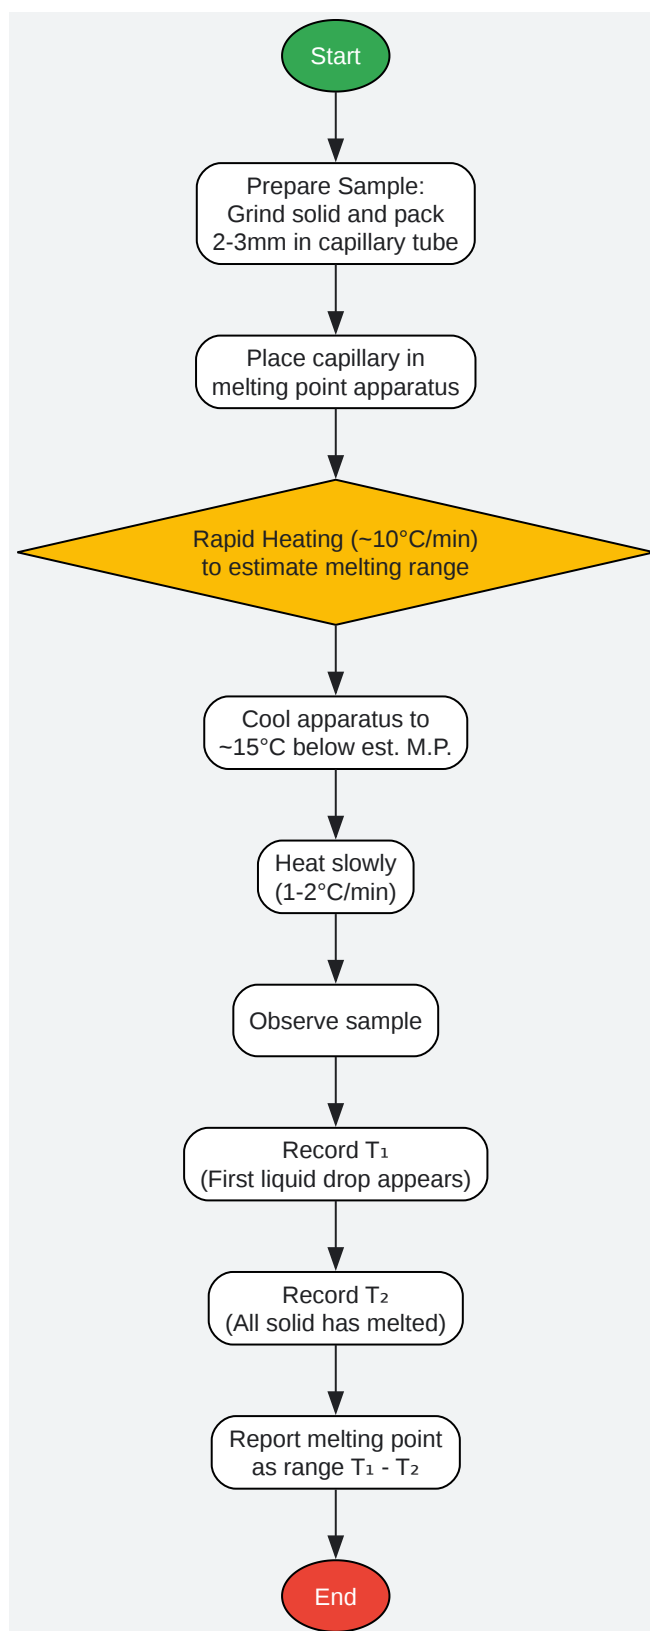 Start
Prepare Sample:
Grind solid and pack
2-3mm in capillary tube
Place capillary in
melting point apparatus
Rapid Heating (~10°C/min)
to estimate melting range
Cool apparatus to
~15°C below est. M.P.
Heat slowly
(1-2°C/min)
Observe sample
Record T₁
(First liquid drop appears)
Record T₂
(All solid has melted)
Report melting point
as range T₁ - T₂
End